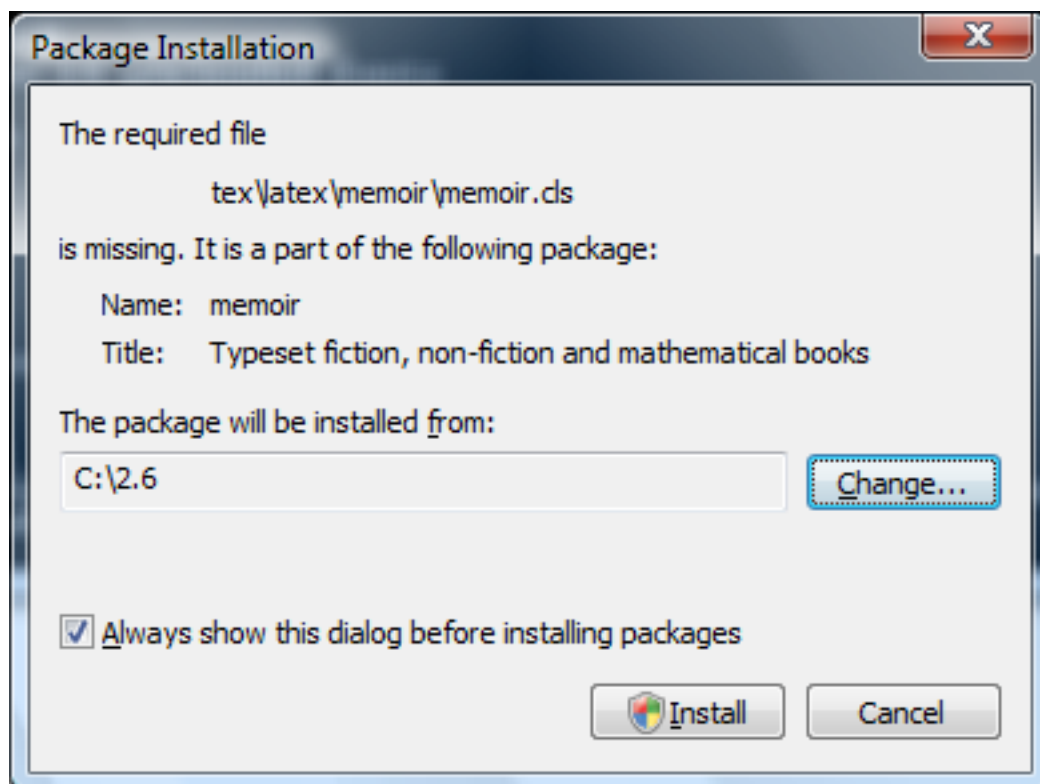 Package Installation
The required file
tex\latex\memoir\memoir.cls
is missing. It is a part of the following package:
Name: memoir
Title: Typeset fiction, non-fiction and mathematical books
The package will be installed from:
C:\2.6
Change...
Always show this dialog before installing packages
Install Cancel